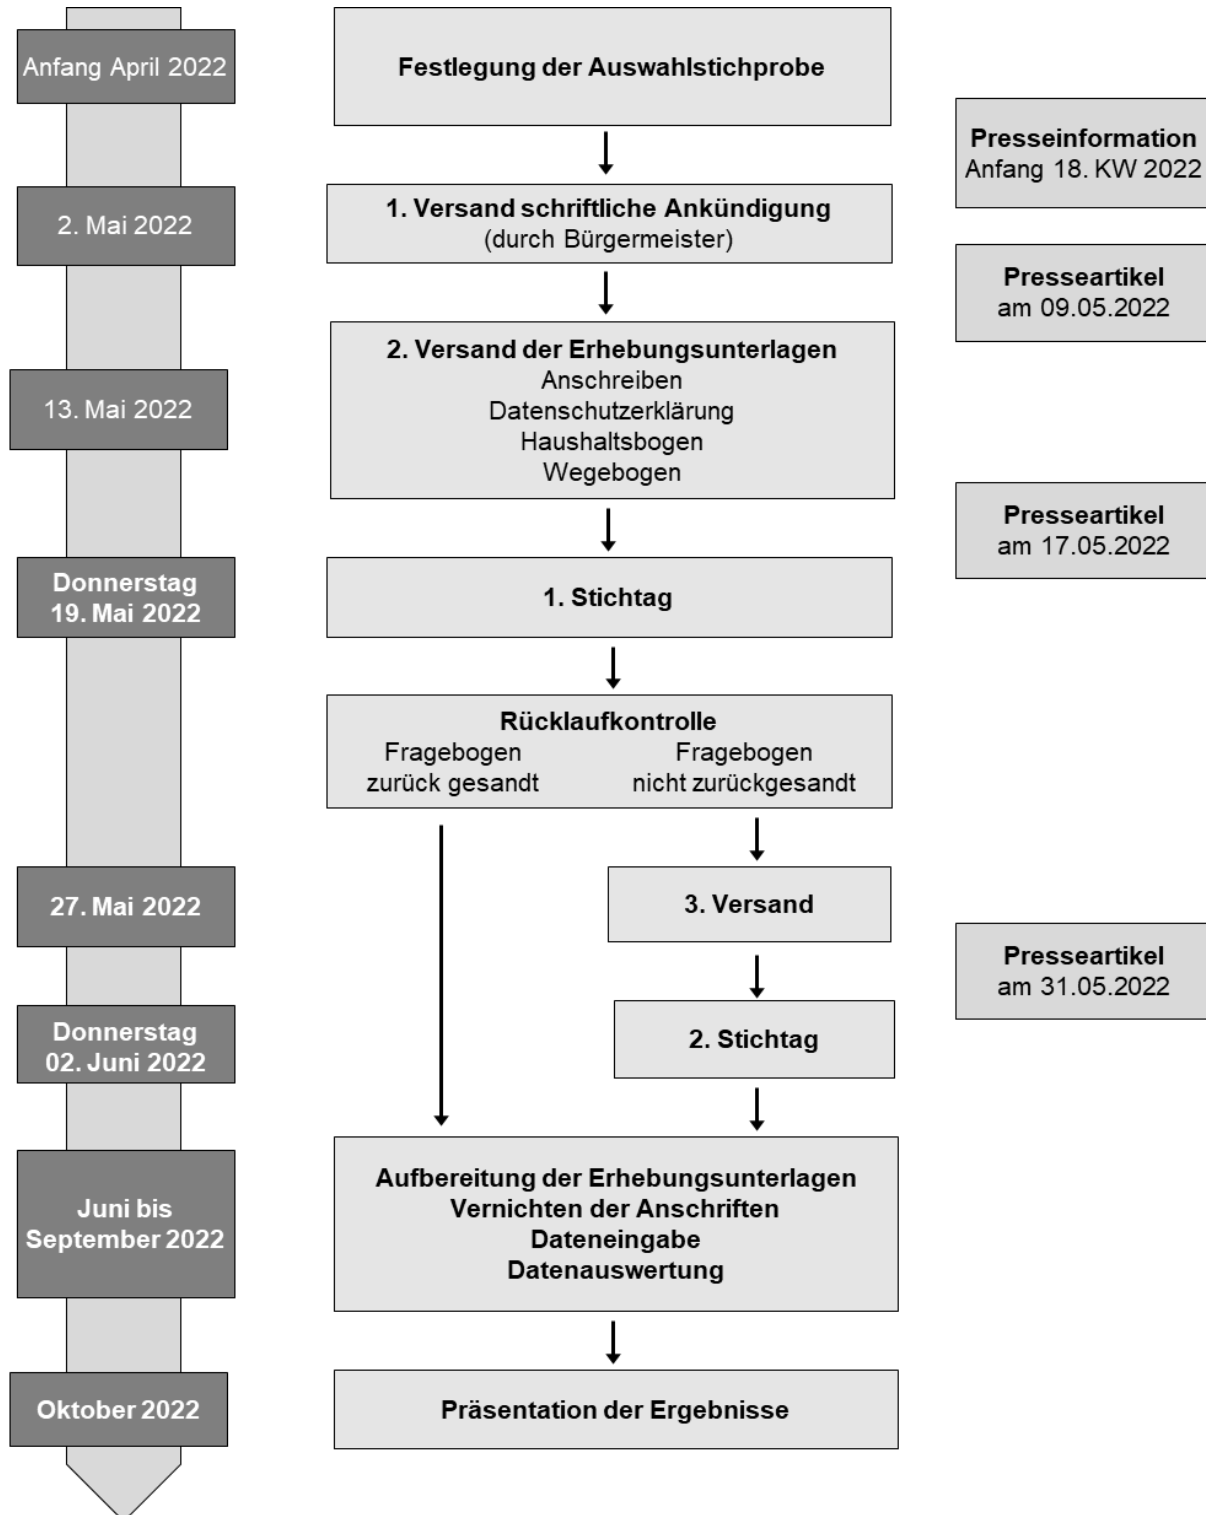 Anfang April 2022
Festlegung der Auswahlstichprobe
Presseinformation
Anfang 18. KW 2022
2. Mai 2022
1. Versand schriftliche Ankündigung
(durch Bürgermeister)
Presseartikel
am 09.05.2022
13. Mai 2022
2. Versand der Erhebungsunterlagen
Anschreiben
Datenschutzerklärung
Haushaltsbogen
Wegebogen
Presseartikel
am 17.05.2022
Donnerstag
19. Mai 2022
1. Stichtag
Rücklaufkontrolle
Fragebogen
zurück gesandt
Fragebogen
nicht zurückgesandt
27. Mai 2022
3. Versand
Presseartikel
am 31.05.2022
Donnerstag
02. Juni 2022
2. Stichtag
Juni bis
September 2022
Aufbereitung der Erhebungsunterlagen
Vernichten der Anschriften
Dateneingabe
Datenauswertung
Oktober 2022
Präsentation der Ergebnisse